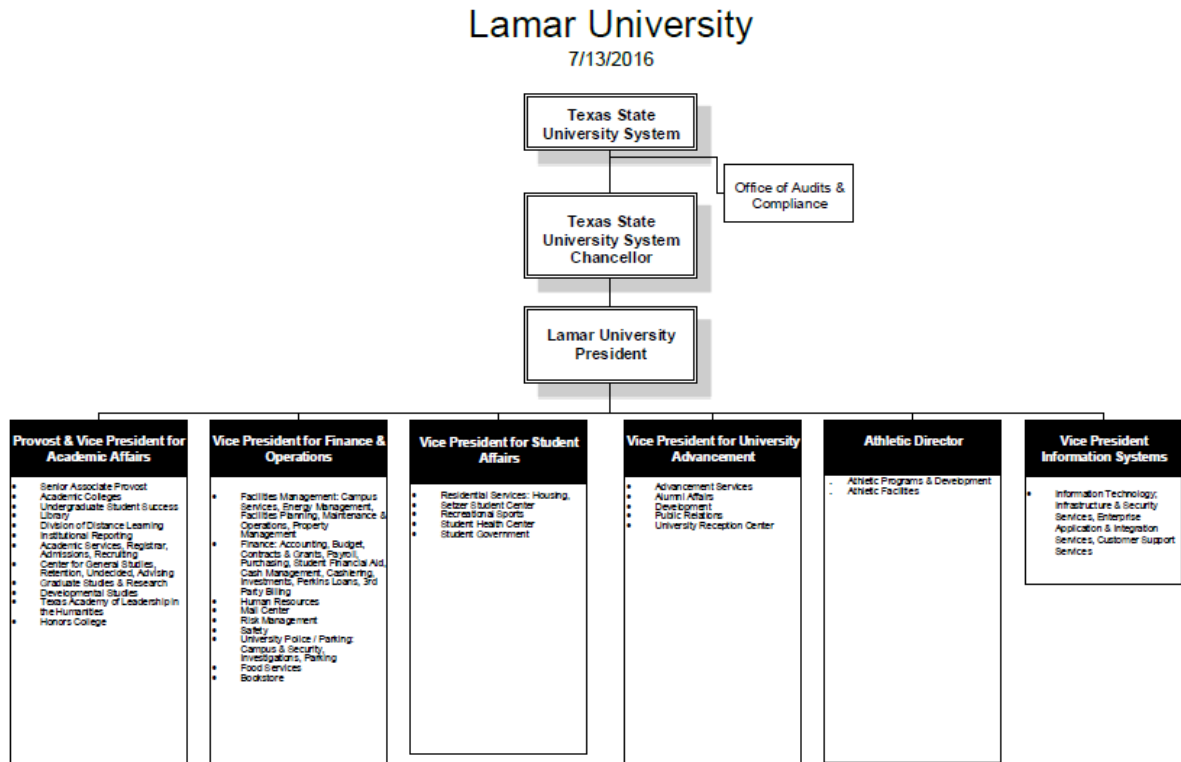 Lamar University
7/13/2016
Texas State
University System
Office of Audits &
Compliance
Texas State
University System
Chancellor
Lamar University
President
Provost & Vice President for
Academic Affairs
• Senior Associate Provost
• Academic Colleges
• Undergraduate Student Success
• Library
• Division of Distance Learning
• Institutional Reporting
• Academic Services, Registrar,
Admissions, Recruiting
• Center for General Studies,
Retention, Undecided, Advising
• Graduate Studies & Research
• Developmental Studies
• Texas Academy of Leadership in
the Humanities
• Honors College
Vice President for Finance &
Operations
• Facilities Management: Campus
Services, Energy Management,
Facilities Planning, Maintenance &
Operations, Property
Management
• Finance: Accounting, Budget,
Contracts & Grants, Payroll,
Purchasing, Student Financial Aid,
Cash Management, Cashiering,
Investments, Perkins Loans, 3rd
Party Billing
• Human Resources
• Mail Center
• Risk Management
• Safety
• University Police / Parking:
Campus & Security,
Investigations, Parking
• Food Services
• Bookstore
Vice President for Student
Affairs
• Residential Services: Housing,
• Setzer Student Center
• Recreational Sports
• Student Health Center
• Student Government
Vice President for University
Advancement
• Advancement Services
• Alumni Affairs
• Development
• Public Relations
• University Reception Center
Athletic Director
. Athletic Programs & Development
. Athletic Facilities
Vice President
Information Systems
• Information Technology;
Infrastructure & Security
Services, Enterprise
Application & Integration
Services, Customer Support
Services